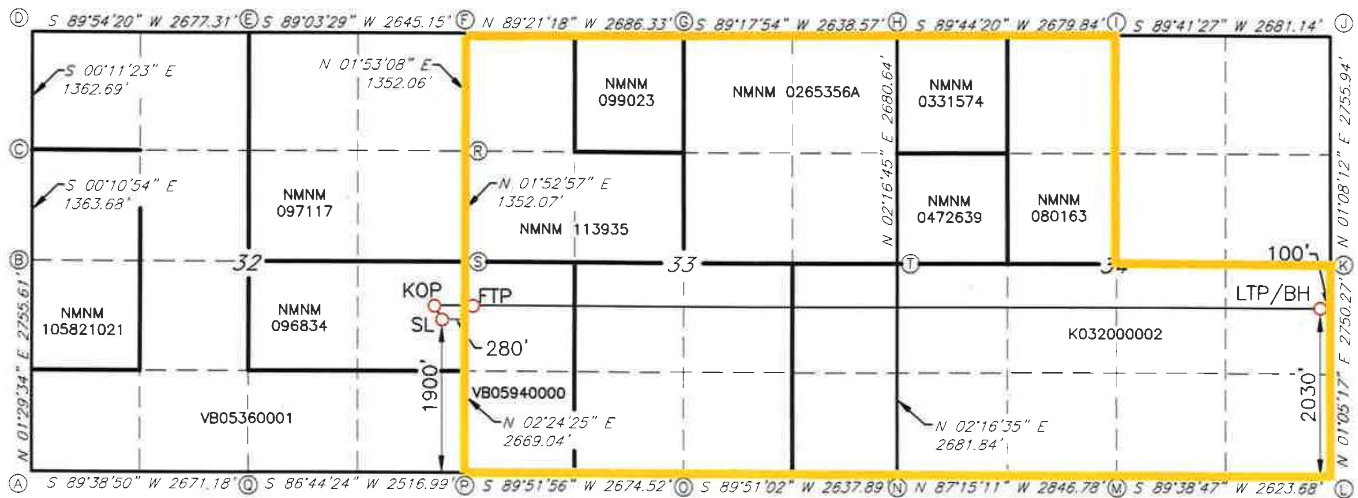 D S 89°54'20" W 2677.31' E S 89°03'29" W 2645.15' F N 89°21'18" W 2686.33' G S 89°17'54" W 2638.57' H S 89°44'20" W 2679.84' I S 89°41'27" W 2681.14' J
S 00°11'23" E
1362.69'
N 01°53'08" E
1352.06'
NMNM
099023
NMNM 0265356A
N 02°16'45" E 2680.64'
NMNM
0331574
N 01°08'12" E 2755.94'
C
R
S 00°10'54" E
1363.68'
NMNM
097117
N 01°52'57" E
1352.07'
NMNM 113935
NMNM
0472639
NMNM
080163
B
32
S
33
T
34
K
100'
NMNM
105821021
NMNM
096834
KOP
SL
FTP
LTP/BH
K032000002
280'
1900'
2030'
N 01°29'34" E 2755.61'
VB05360001
VB05940000
N 02°24'25" E
2669.04'
N 02°16'35" E
2681.84'
N 01°05'17" E 2750.27'
A S 89°38'50" W 2671.18' Q S 86°44'24" W 2516.99' P S 89°51'56" W 2674.52' O S 89°51'02" W 2637.89' N N 87°15'11" W 2846.78' M S 89°38'47" W 2623.68' L